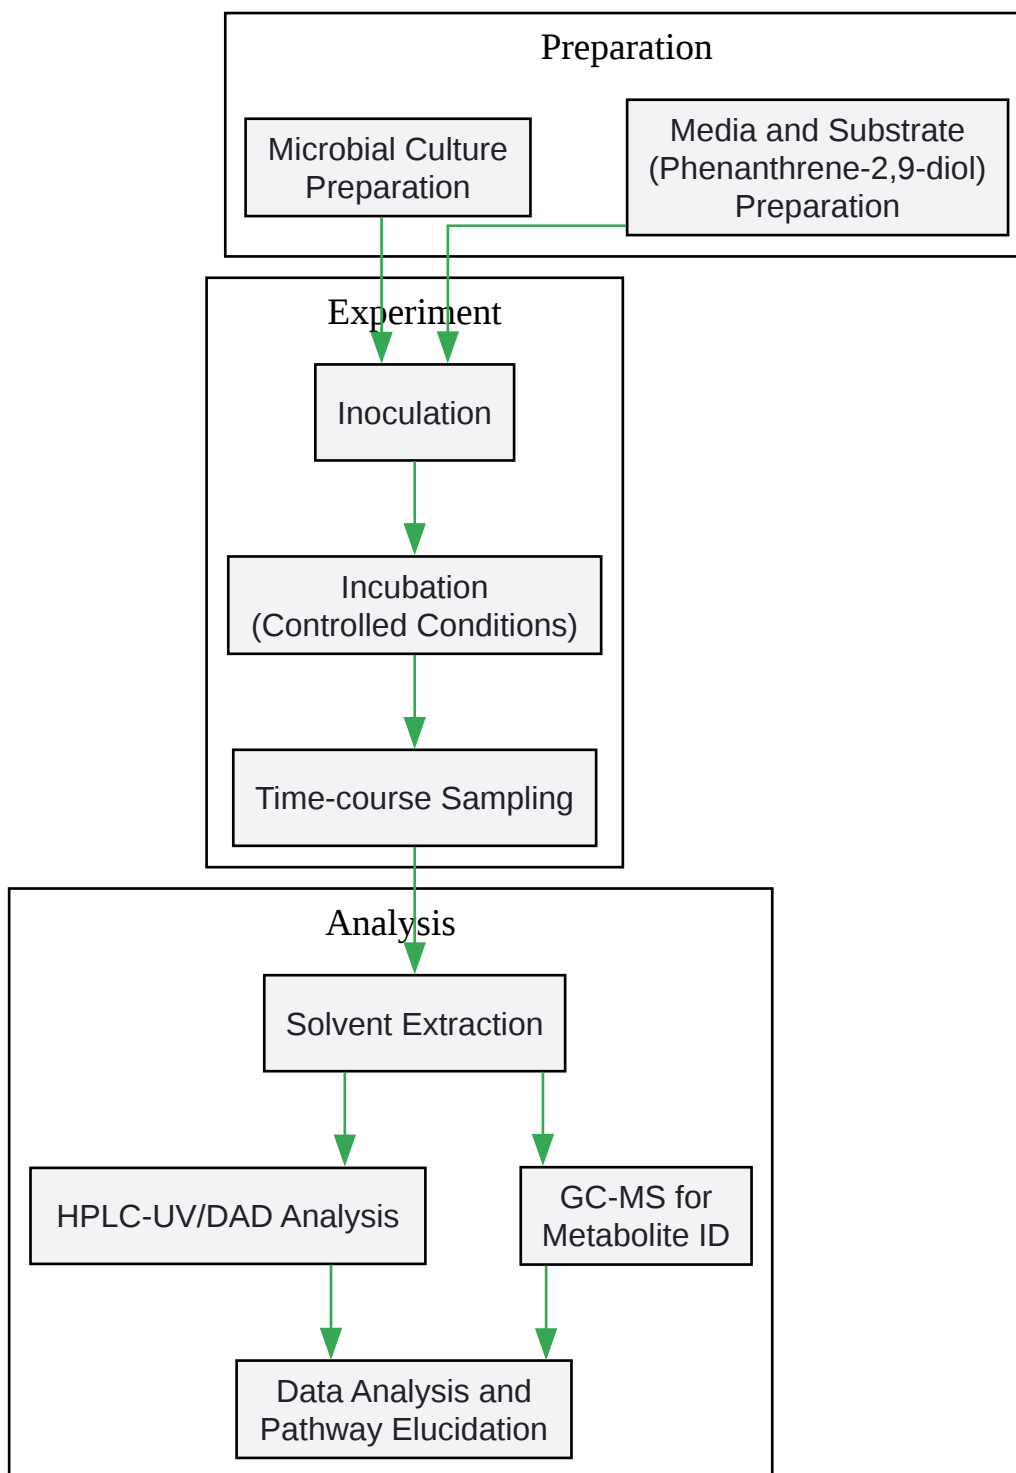 Preparation
Microbial Culture
Preparation
Media and Substrate
(Phenanthrene-2,9-diol)
Preparation
Experiment
Inoculation
Incubation
(Controlled Conditions)
Time-course Sampling
Analysis
Solvent Extraction
HPLC-UV/DAD Analysis
GC-MS for
Metabolite ID
Data Analysis and
Pathway Elucidation